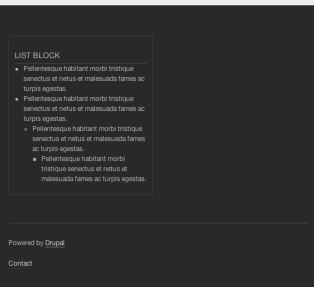 LIST BLOCK
Pellentesque habitant morbi tristique
senectus et netus et malesuada fames ac
turpis egestas.
Pellentesque habitant morbi tristique
senectus et netus et malesuada fames ac
turpis egestas.
Pellentesque habitant morbi tristique
senectus et netus et malesuada fames
ac turpis egestas.
Pellentesque habitant morbi
tristique senectus et netus et
malesuada fames ac turpis egestas.
Powered by Drupal
Contact